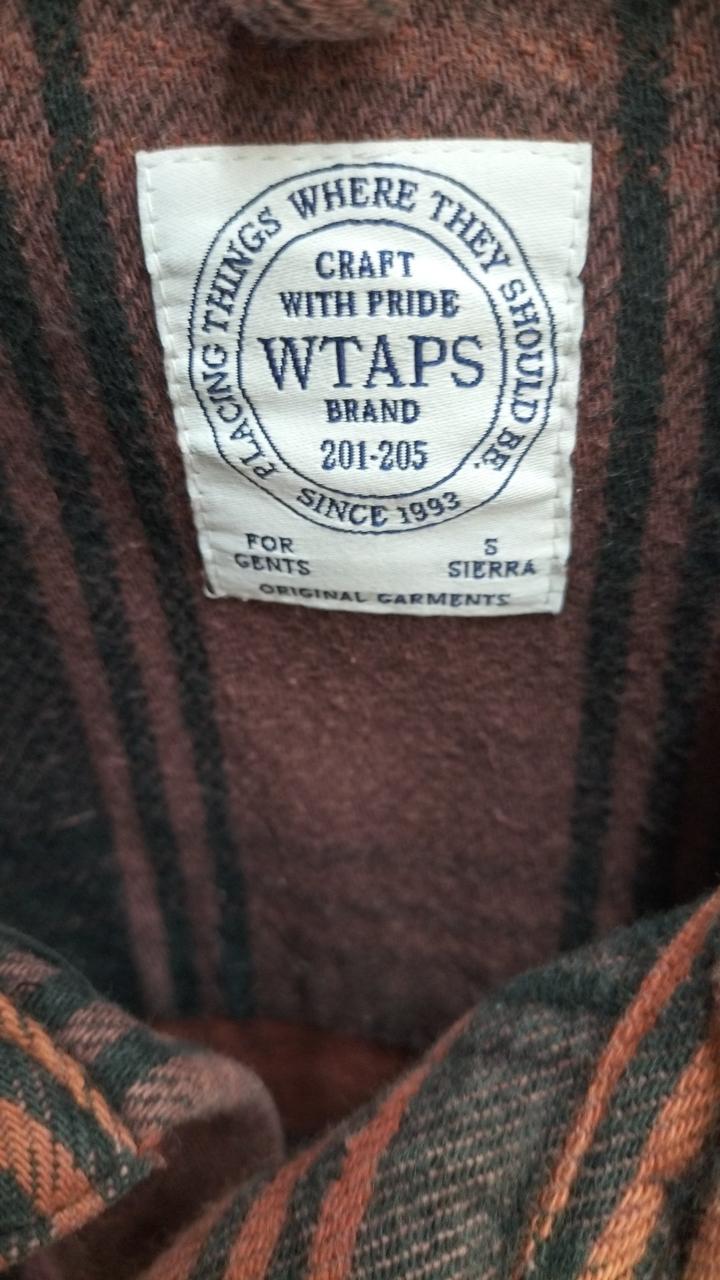 PLACING THINGS WHERE THEY SHOULD BE.
CRAFT
WITH PRIDE
WTAPS
BRAND
201-205
SINCE 1993
FOR
GENTS
S
SIERRA
ORIGINAL GARMENTS